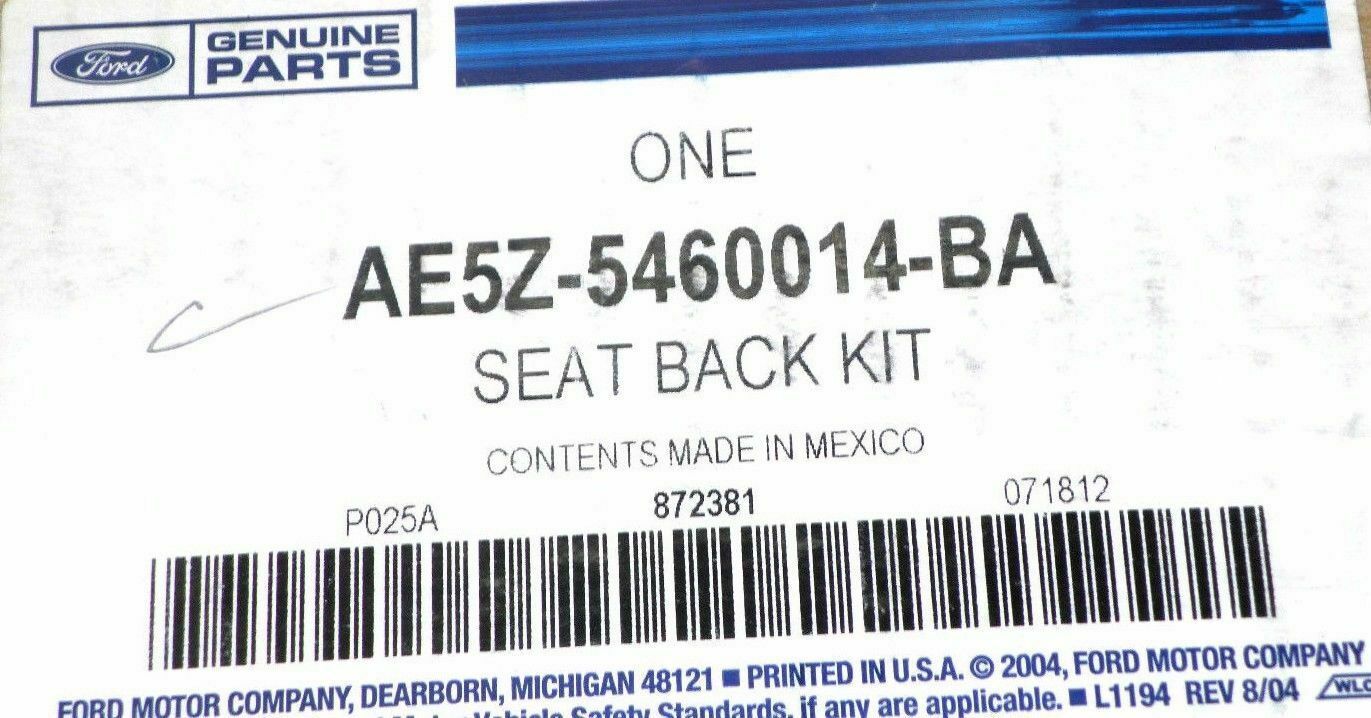 Ford GENUINE
PARTS
ONE
AE5Z-5460014-BA
SEAT BACK KIT
CONTENTS MADE IN MEXICO
P025A 872381 071812
FORD MOTOR COMPANY, DEARBORN, MICHIGAN 48121 ■ PRINTED IN U.S.A. © 2004, FORD MOTOR COMPANY
Motor Vehicle Safety Standards, if any are applicable. ■ L1194 REV 8/04 WLC